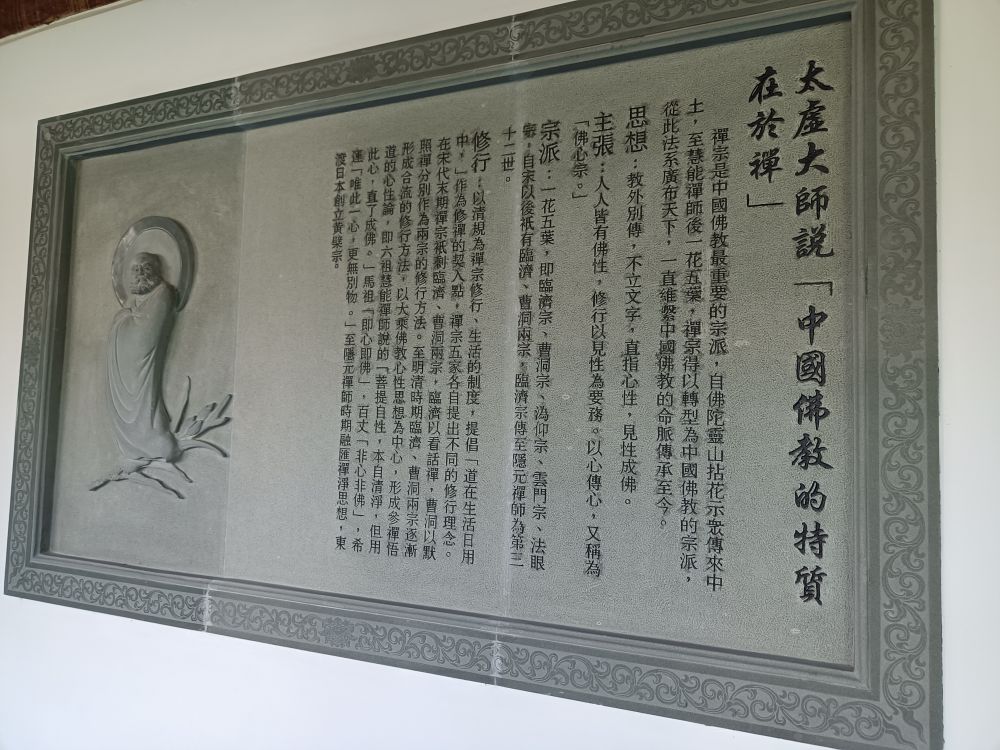 太虛大師説「中國佛教的特質
在於禪」
禪宗是中國佛教最重要的宗派，自佛陀靈山拈花示眾傳來中
土，至慧能禪師後一花五葉，禪宗得以轉型為中國佛教的宗派，
從此法系廣布天下，一直維繫中國佛教的命脈傳承至今。
思想：教外別傳，不立文字，直指心性，見性成佛。
主張：人人皆有佛性，修行以見性為要務。以心傳心，又稱為
「佛心宗。」
宗派：一花五葉，即臨濟宗、曹洞宗、溈仰宗、雲門宗、法眼
宗。自宋以後衹有臨濟、曹洞兩宗，臨濟宗傳至隱元禪師為第三
十二世。
修行：以清規為禪宗修行、生活的制度，提倡「道在生活日用
中，」作為修禪的契入點，禪宗五家各自提出不同的修行理念。
在宋代末期禪宗衹剩臨濟、曹洞兩宗，臨濟以看話禪，曹洞以默
照禪分別作為兩宗的修行方法。至明清時期臨濟、曹洞兩宗逐漸
形成合流的修行方法，以大乘佛教心性思想為中心，形成參禪悟
道的心性論，即六祖慧能禪師説的「菩提自性，本自清淨，但用
此心，直了成佛。」馬祖「即心即佛」，百丈「非心非佛」，希
運「唯此一心，更無別物。」至隱元禪師時期融匯禪淨思想，東
渡日本創立黃檗宗。